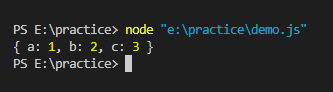 PS E:\practice> node "e:\practice\demo.js"
{ a: 1, b: 2, c: 3 }
PS E:\practice>